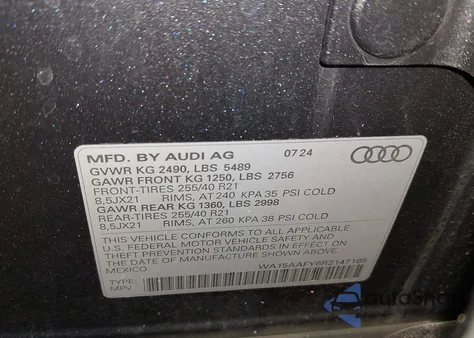 MFD. BY AUDI AG 07 24
GVWR KG 2490, LBS 5489
GAWR FRONT KG 1250, LBS 2756
FRONT-TIRES 255/40 R21
8,5JX21 RIMS, AT 240 KPA 35 PSI COLD
GAWR REAR KG 1360, LBS 2998
REAR-TIRES 255/40 R21
8,5JX21 RIMS, AT 260 KPA 38 PSI COLD
THIS VEHICLE CONFORMS TO ALL APPLICABLE
U.S. FEDERAL MOTOR VEHICLE SAFETY AND
THEFT PREVENTION STANDARDS IN EFFECT ON
THE DATE OF MANUFACTURE SHOWN ABOVE.
MEXICO
WA15AAFY6R2147105
TYPE:
MPV